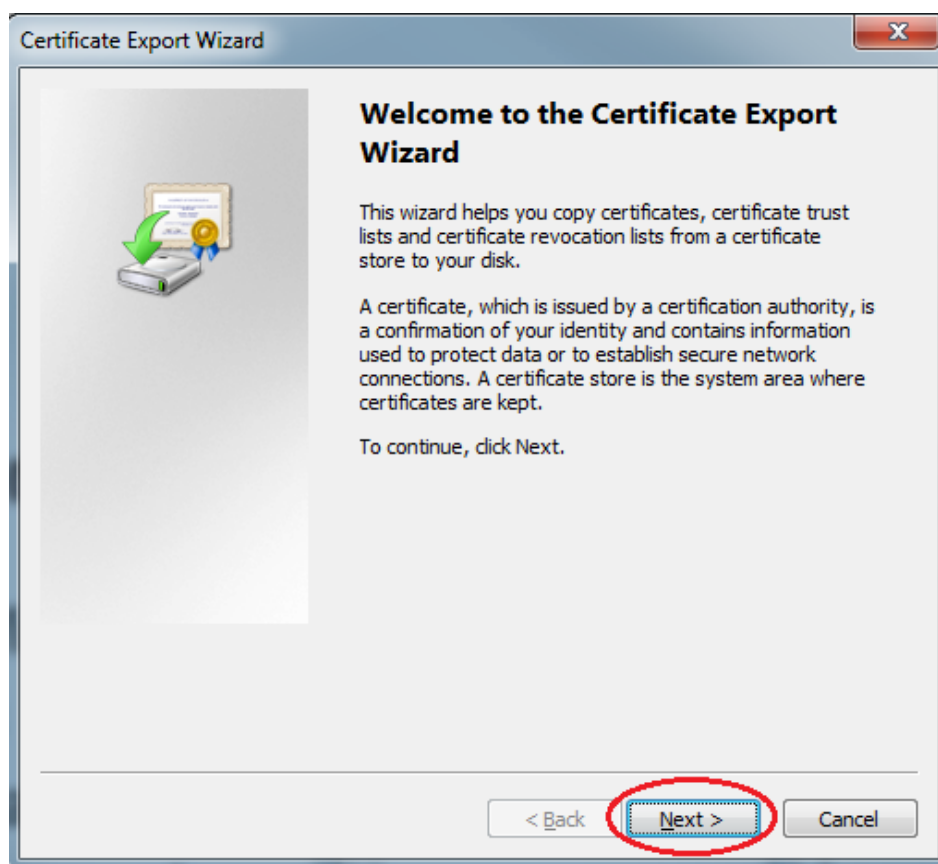 Certificate Export Wizard
Welcome to the Certificate Export
Wizard
This wizard helps you copy certificates, certificate trust
lists and certificate revocation lists from a certificate
store to your disk.
A certificate, which is issued by a certification authority, is
a confirmation of your identity and contains information
used to protect data or to establish secure network
connections. A certificate store is the system area where
certificates are kept.
To continue, click Next.
< Back
Next >
Cancel